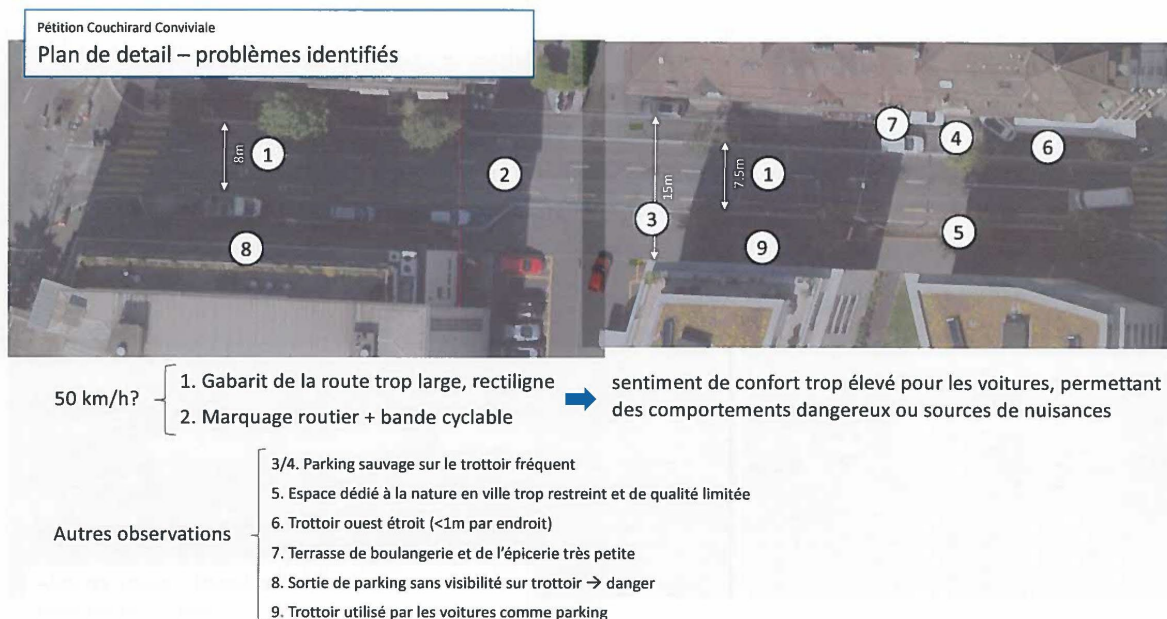 Pétition Couchirard Conviviale
Plan de detail – problèmes identifiés
8m
1
2
15m
3
7.5m
1
7
4
6
5
8
9
50 km/h?
1. Gabarit de la route trop large, rectiligne
2. Marquage routier + bande cyclable
sentiment de confort trop élevé pour les voitures, permettant
des comportements dangereux ou sources de nuisances
Autres observations
3/4. Parking sauvage sur le trottoir fréquent
5. Espace dédié à la nature en ville trop restreint et de qualité limitée
6. Trottoir ouest étroit (<1m par endroit)
7. Terrasse de boulangerie et de l'épicerie très petite
8. Sortie de parking sans visibilité sur trottoir → danger
9. Trottoir utilisé par les voitures comme parking